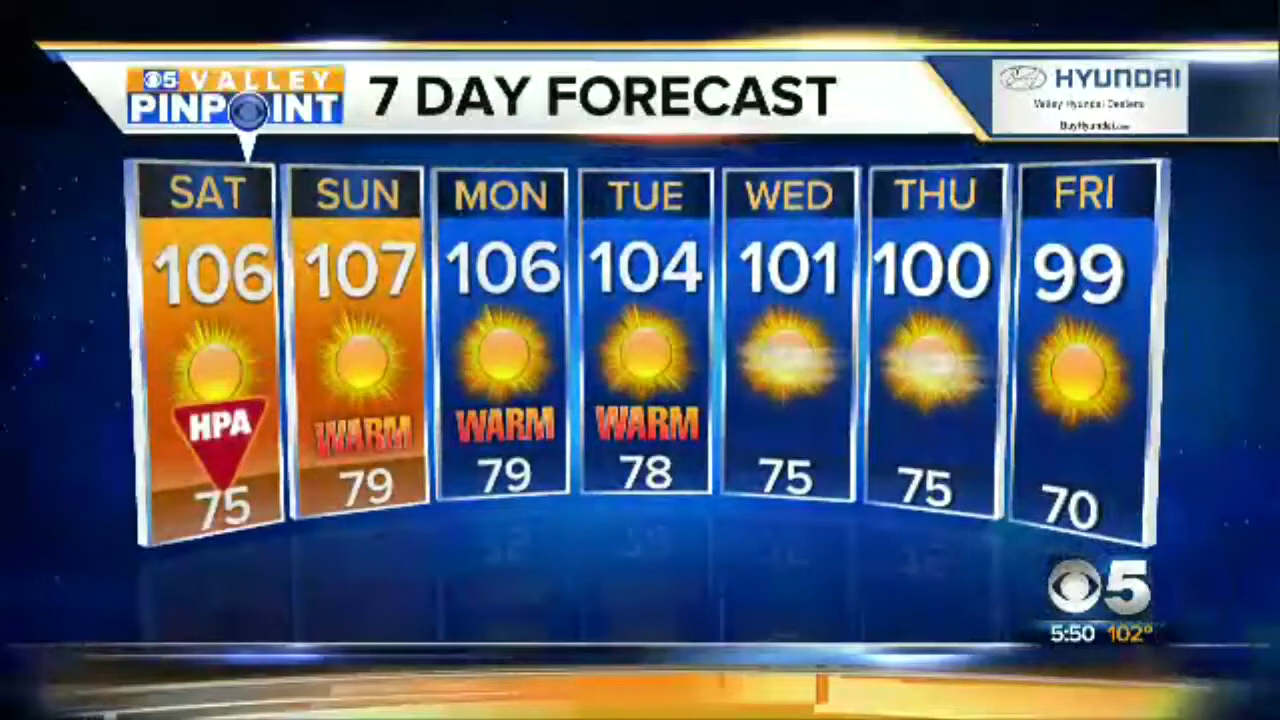 5 VALLEY
PINPOINT
7 DAY FORECAST
HYUNDAI
Valley Hyundai Dealers
BuyHyundai.com
SAT SUN MON TUE WED THU FRI
106 107 106 104 101 100 99
HPA WARM WARM WARM
75 79 79 78 75 75 70
5
5:50 102°